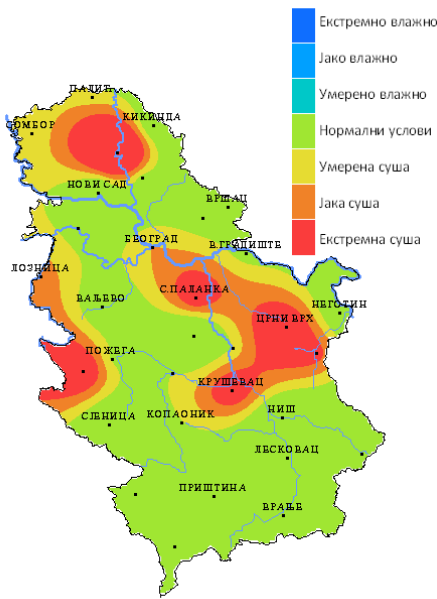 Екстремно влажно
Јако влажно
Умерено влажно
Нормални услови
Умерена суша
Јака суша
Екстремна суша
ПАЛИЋ
ОМБОР
КИКИНДА
НОВИ САД
ВРШАЦ
БЕОГРАД
В.ГРАДИШТЕ
ЛОЗНИЦА
С.ПАЛАНКА
ВАЉЕВО
НЕГОТИН
ЦРНИ ВРХ
ПОЖЕГА
КРУШЕВАЦ
СЈЕНИЦА
КОПАОНИК
НИШ
ЛЕСКОВАЦ
ПРИШТИНА
ВРАЊЕ